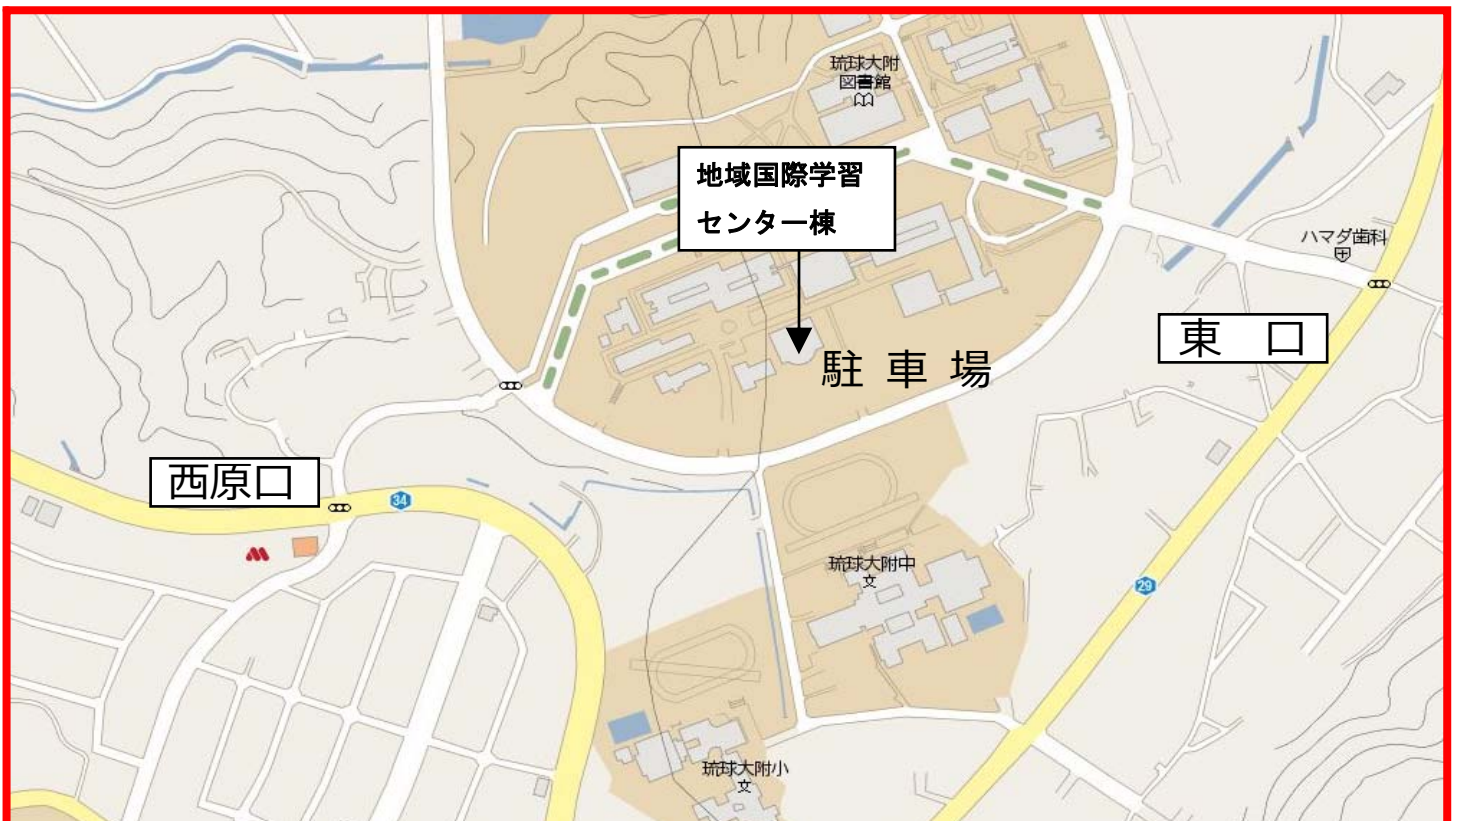 琉球大附
図書館
地域国際学習
センター棟
ハマダ歯科
東　口
駐 車 場
西原口
34
琉球大附中
文
29
琉球大附小
文